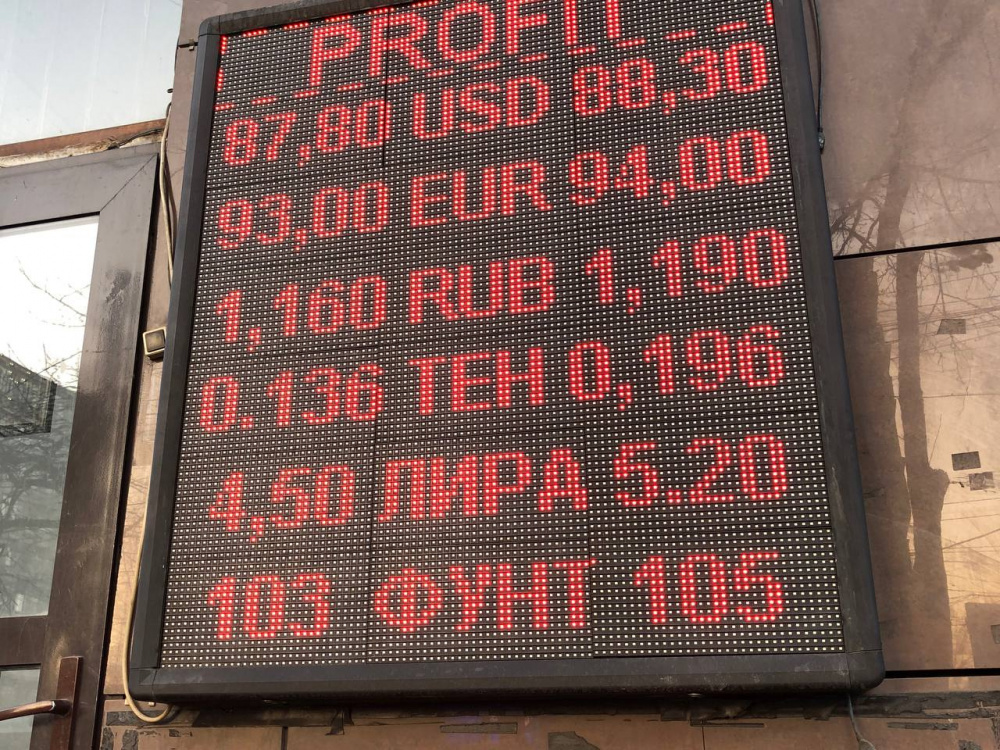 PROFIT
87,80 USD 88,30
93,00 EUR 94,00
1,160 RUB 1,190
0.136 ТЕН 0,196
4,50 ЛИРА 5.20
103 ФУНТ 105